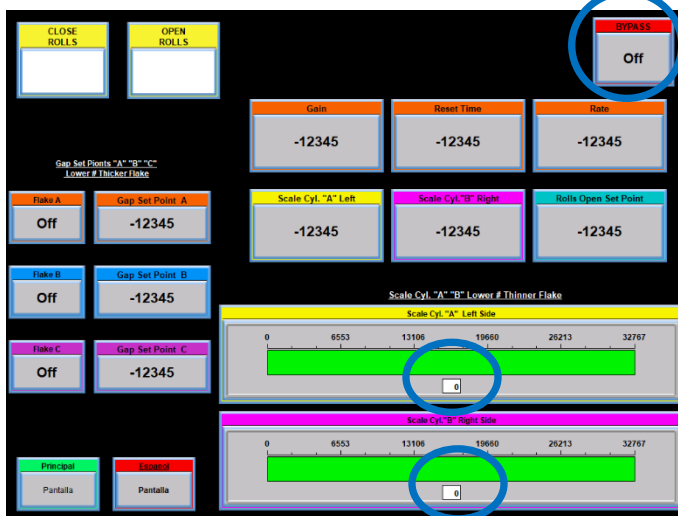 CLOSE
ROLLS
OPEN
ROLLS
BYPASS
Off
Gain
-12345
Reset Time
-12345
Rate
-12345
Gap Set Pionts "A" "B" "C"
Lower # Thicker Flake
Flake A
Off
Gap Set Point A
-12345
Scale Cyl. "A" Left
-12345
Scale Cyl."B" Right
-12345
Rolls Open Set Point
-12345
Flake B
Off
Gap Set Point B
-12345
Scale Cyl. "A" "B" Lower # Thinner Flake
Scale Cyl. "A" Left Side
0 6553 13106 19660 26213 32767
0
Flake C
Off
Gap Set Point C
-12345
Scale Cyl."B" Right Side
0 6553 13106 19660 26213 32767
0
Principal
Pantalla
Espanol
Pantalla